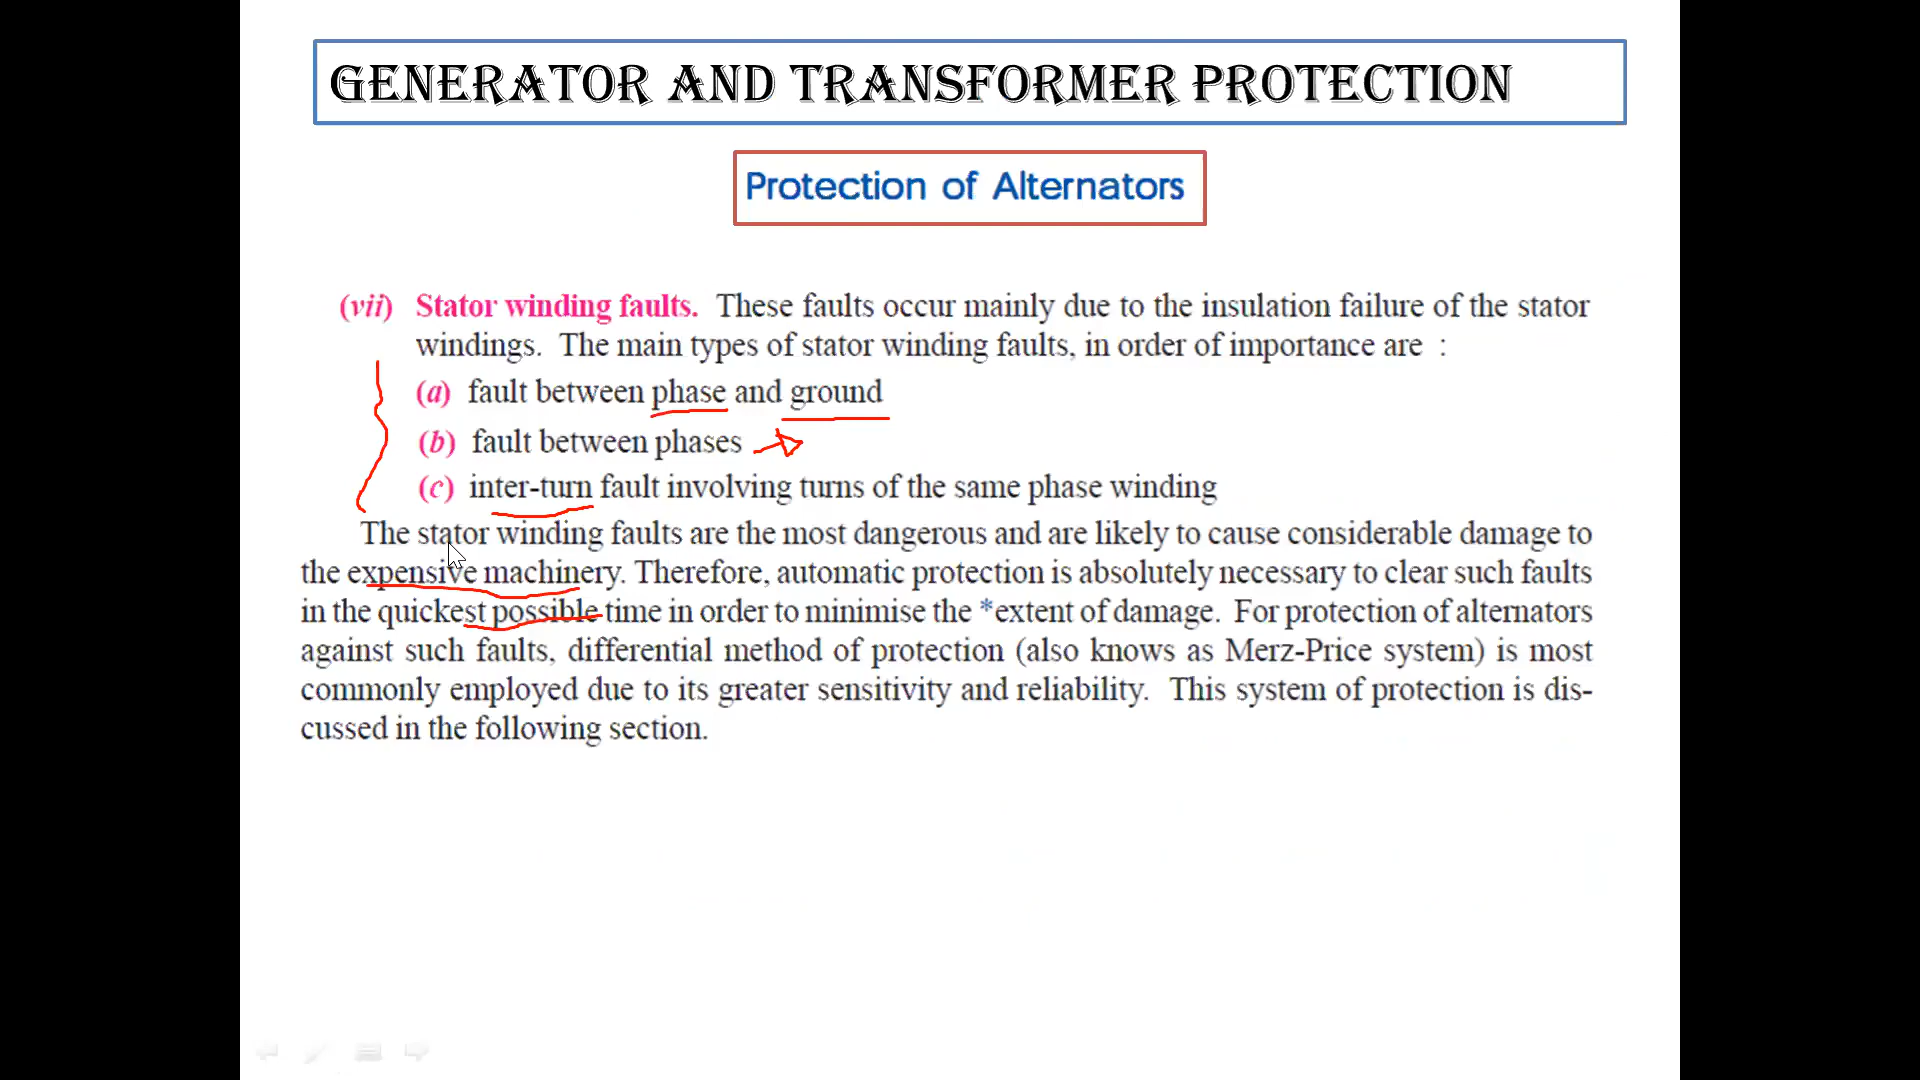 GENERATOR AND TRANSFORMER PROTECTION
Protection of Alternators
(vii) Stator winding faults. These faults occur mainly due to the insulation failure of the stator
windings. The main types of stator winding faults, in order of importance are :
(a) fault between phase and ground
(b) fault between phases
(c) inter-turn fault involving turns of the same phase winding
The stator winding faults are the most dangerous and are likely to cause considerable damage to
the expensive machinery. Therefore, automatic protection is absolutely necessary to clear such faults
in the quickest possible time in order to minimise the *extent of damage. For protection of alternators
against such faults, differential method of protection (also knows as Merz-Price system) is most
commonly employed due to its greater sensitivity and reliability. This system of protection is dis-
cussed in the following section.